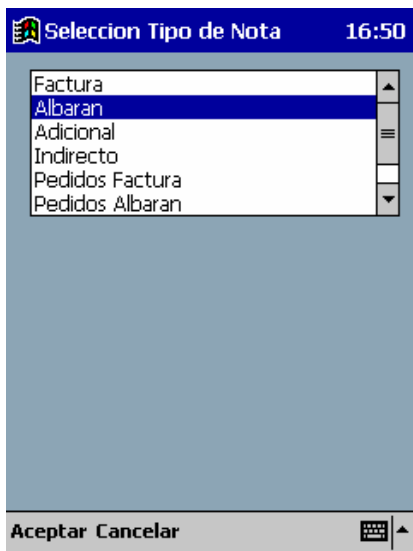 Seleccion Tipo de Nota 16:50
Factura
Albaran
Adicional
Indirecto
Pedidos Factura
Pedidos Albaran
Aceptar Cancelar